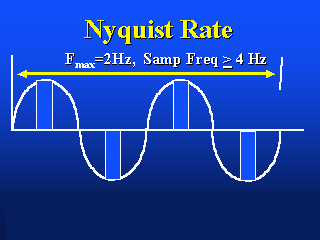 Nyquist Rate
Fmax=2Hz, Samp Freq ≥ 4 Hz